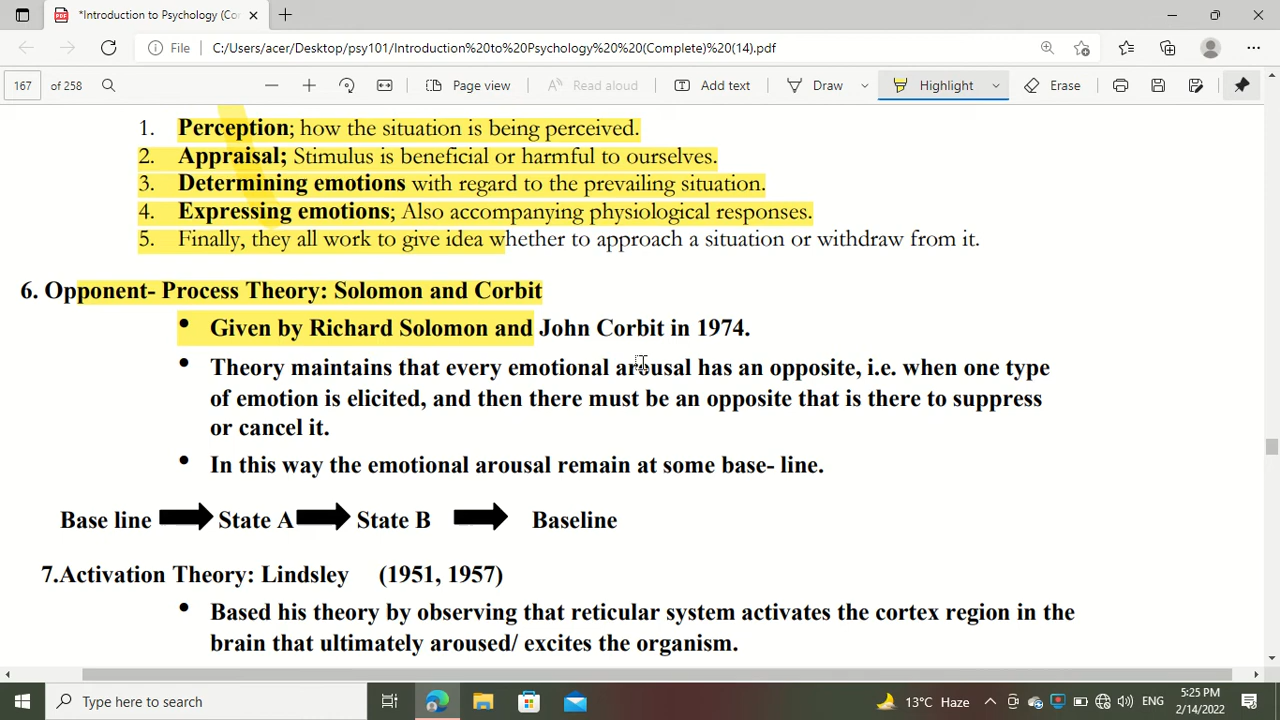 *Introduction to Psychology (Co
File
C:/Users/acer/Desktop/psy101/Introduction%20to%20Psychology%20%20(Complete)%20(14).pdf
167 of 258
Page view
Read aloud
Add text
Draw
Highlight
Erase
1. Perception; how the situation is being perceived.
2. Appraisal; Stimulus is beneficial or harmful to ourselves.
3. Determining emotions with regard to the prevailing situation.
4. Expressing emotions; Also accompanying physiological responses.
5. Finally, they all work to give idea whether to approach a situation or withdraw from it.
6. Opponent- Process Theory: Solomon and Corbit
• Given by Richard Solomon and John Corbit in 1974.
• Theory maintains that every emotional arousal has an opposite, i.e. when one type
of emotion is elicited, and then there must be an opposite that is there to suppress
or cancel it.
• In this way the emotional arousal remain at some base- line.
Base line State A State B Baseline
7.Activation Theory: Lindsley (1951, 1957)
• Based his theory by observing that reticular system activates the cortex region in the
brain that ultimately aroused/ excites the organism.
Type here to search
13°C Haze
ENG
5:25 PM
2/14/2022